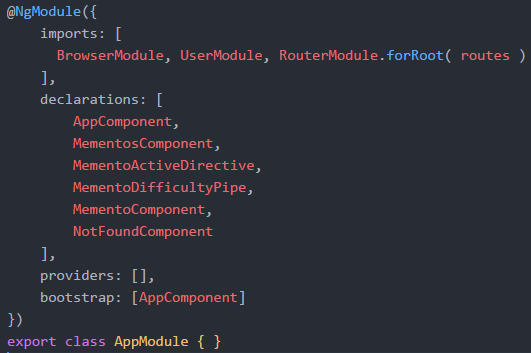 @NgModule({
    imports: [
      BrowserModule, UserModule, RouterModule.forRoot( routes )
    ],
    declarations: [
        AppComponent,
        MementosComponent,
        MementoActiveDirective,
        MementoDifficultyPipe,
        MementoComponent,
        NotFoundComponent
    ],
    providers: [],
    bootstrap: [AppComponent]
})
export class AppModule { }